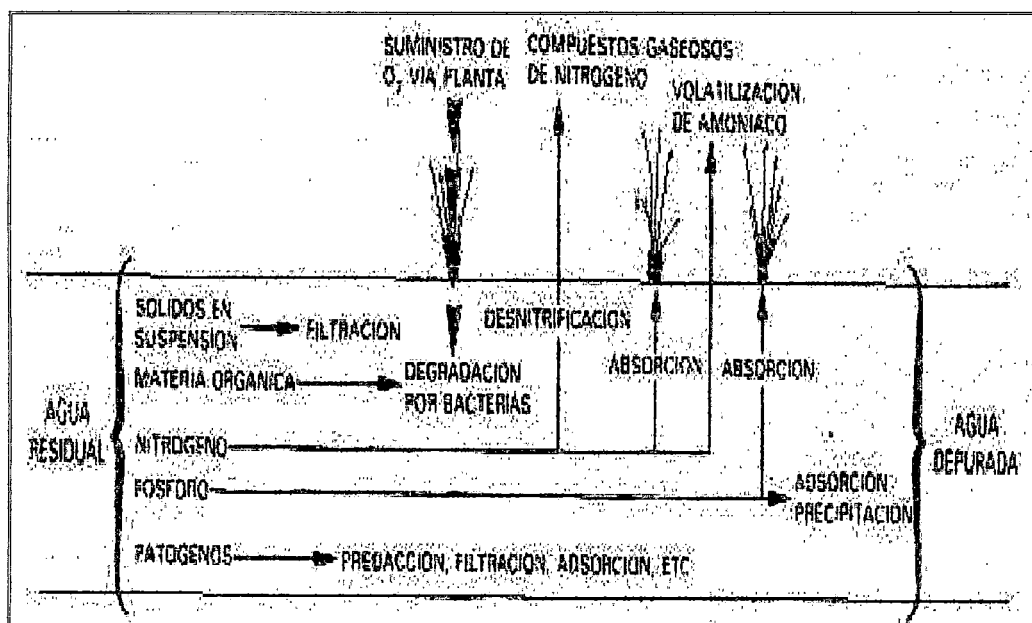 SUMINISTRO DE
O₂ VIA PLANTA
COMPUESTOS GASEOSOS
DE NITROGENO
VOLATILIZACION
DE AMONIACO
SOLIDOS EN
SUSPENSION
FILTRACION
DESNITRIFICACION
ABSORCION
ABSORCION
MATERIA ORGANICA
DEGRADACION
POR BACTERIAS
AGUA
RESIDUAL
NITROGENO
AGUA
DEPURADA
FOSFORO
ADSORCION
PRECIPITACION
PATOGENOS
PREDACCION, FILTRACION, ADSORCION, ETC